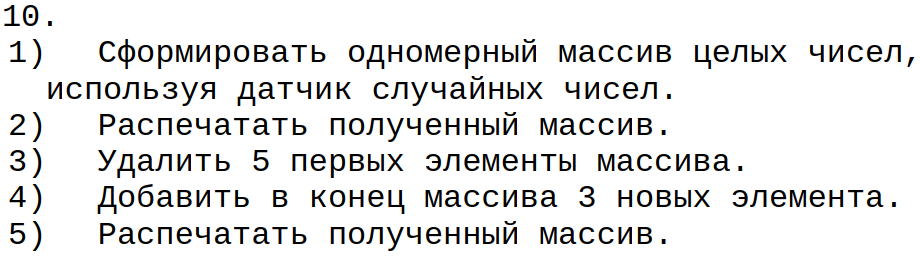 10.
1) Сформировать одномерный массив целых чисел,
используя датчик случайных чисел.
2) Распечатать полученный массив.
3) Удалить 5 первых элементы массива.
4) Добавить в конец массива 3 новых элемента.
5) Распечатать полученный массив.